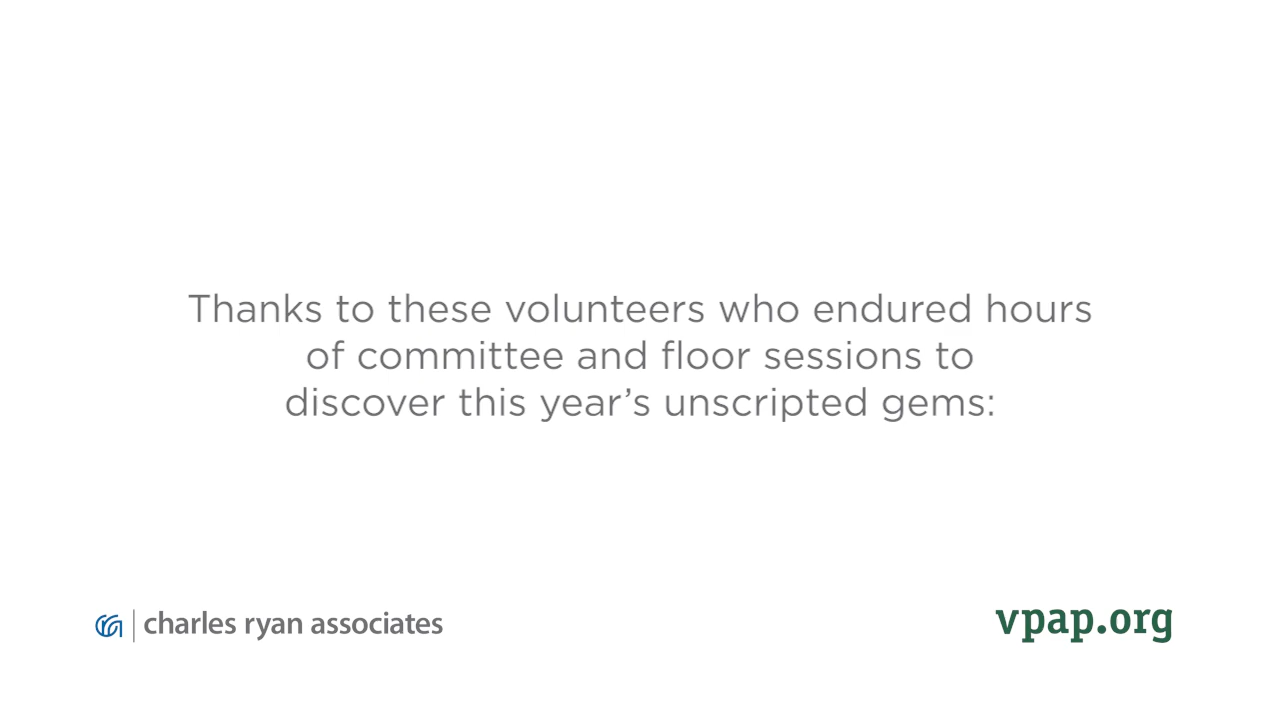 Thanks to these volunteers who endured hours
of committee and floor sessions to
discover this year’s unscripted gems:
charles ryan associates
vpap.org